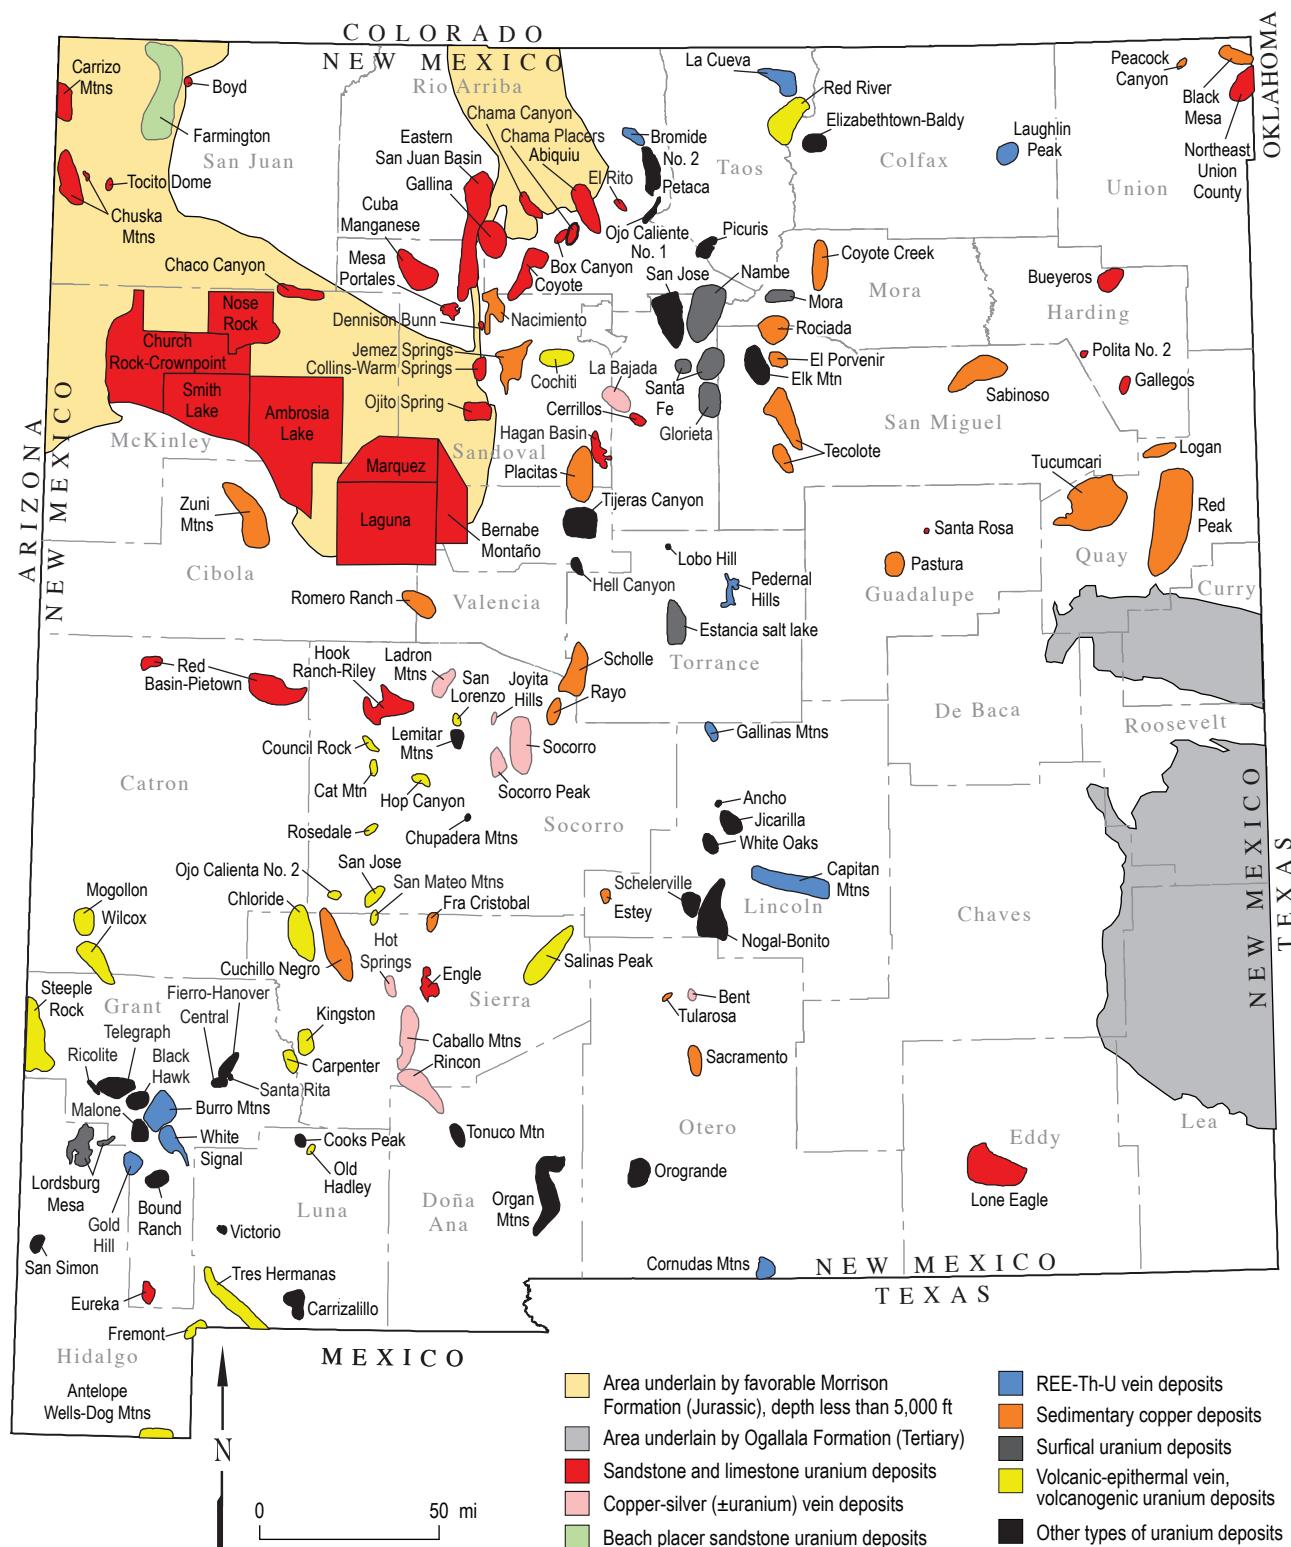 COLORADO
NEW MEXICO
OKLAHOMA
Carrizo
Mtns
Boyd
Farmington
San Juan
Rio Arriba
Chama Canyon
Eastern
San Juan Basin
Chama Placers
Abiquiu
Gallina
El Rito
Bromide
No. 2
Petaca
La Cueva
Red River
Elizabethtown-Baldy
Taos
Colfax
Laughlin
Peak
Peacock
Canyon
Black
Mesa
Northeast
Union
County
Union
Tocito Dome
Chuska
Mtns
Cuba
Manganese
Mesa
Portales
Chaco Canyon
Ojo Caliente
No. 1
Picuris
Box Canyon
Coyote
San Jose
Nambe
Coyote Creek
Mora
Mora
Bueyeros
Harding
Nose
Rock
Church
Rock-Crownpoint
Smith
Lake
Ambrosia
Lake
Dennison Bunn
Nacimiento
Jemez Springs
Collins-Warm Springs
Cochiti
La Bajada
Santa
Fe
Rociada
El Porvenir
Elk Mtn
Polita No. 2
Gallegos
Sabinoso
San Miguel
Ojito Spring
Cerrillos
Glorieta
Tecolote
McKinley
Sandoval
Hagan Basin
Placitas
Marquez
Laguna
Bernabe
Montaño
Tijeras Canyon
Logan
Tucumcari
Red
Peak
ARIZONA
NEW MEXICO
Zuni
Mtns
Cibola
Hell Canyon
Lobo Hill
Pedernal
Hills
Santa Rosa
Pastura
Guadalupe
Quay
Curry
Romero Ranch
Valencia
Estancia salt lake
Torrance
Red
Basin-Pietown
Hook
Ranch-Riley
Ladron
Mtns
San
Lorenzo
Joyita
Hills
Scholle
Rayo
De Baca
Roosevelt
Council Rock
Lemitar
Mtns
Socorro
Gallinas Mtns
Catron
Cat Mtn
Hop Canyon
Socorro Peak
Rosedale
Chupadera Mtns
Socorro
Ancho
Jicarilla
White Oaks
Ojo Calienta No. 2
San Jose
San Mateo Mtns
Fra Cristobal
Schelerville
Estey
Capitan
Mtns
Lincoln
Nogal-Bonito
Chaves
NEW MEXICO
TEXAS
Mogollon
Wilcox
Chloride
Cuchillo Negro
Hot
Springs
Engle
Salinas Peak
Sierra
Bent
Tularosa
Steeple
Rock
Grant
Fierro-Hanover
Central
Telegraph
Kingston
Carpenter
Caballo Mtns
Rincon
Sacramento
Ricolite
Black
Hawk
Santa Rita
Malone
Burro Mtns
White
Signal
Cooks Peak
Old
Hadley
Tonuco Mtn
Otero
Eddy
Lea
Lordsburg
Mesa
Gold
Hill
Bound
Ranch
Luna
Doña
Ana
Organ
Mtns
Orogrande
Lone Eagle
San Simon
Victorio
Eureka
Tres Hermanas
Carrizalillo
Cornudas Mtns
NEW MEXICO
TEXAS
Fremont
MEXICO
Hidalgo
Antelope
Wells-Dog Mtns
N
0 50 mi
Area underlain by favorable Morrison
Formation (Jurassic), depth less than 5,000 ft
Area underlain by Ogallala Formation (Tertiary)
Sandstone and limestone uranium deposits
Copper-silver (±uranium) vein deposits
Beach placer sandstone uranium deposits
REE-Th-U vein deposits
Sedimentary copper deposits
Surfical uranium deposits
Volcanic-epithermal vein,
volcanogenic uranium deposits
Other types of uranium deposits